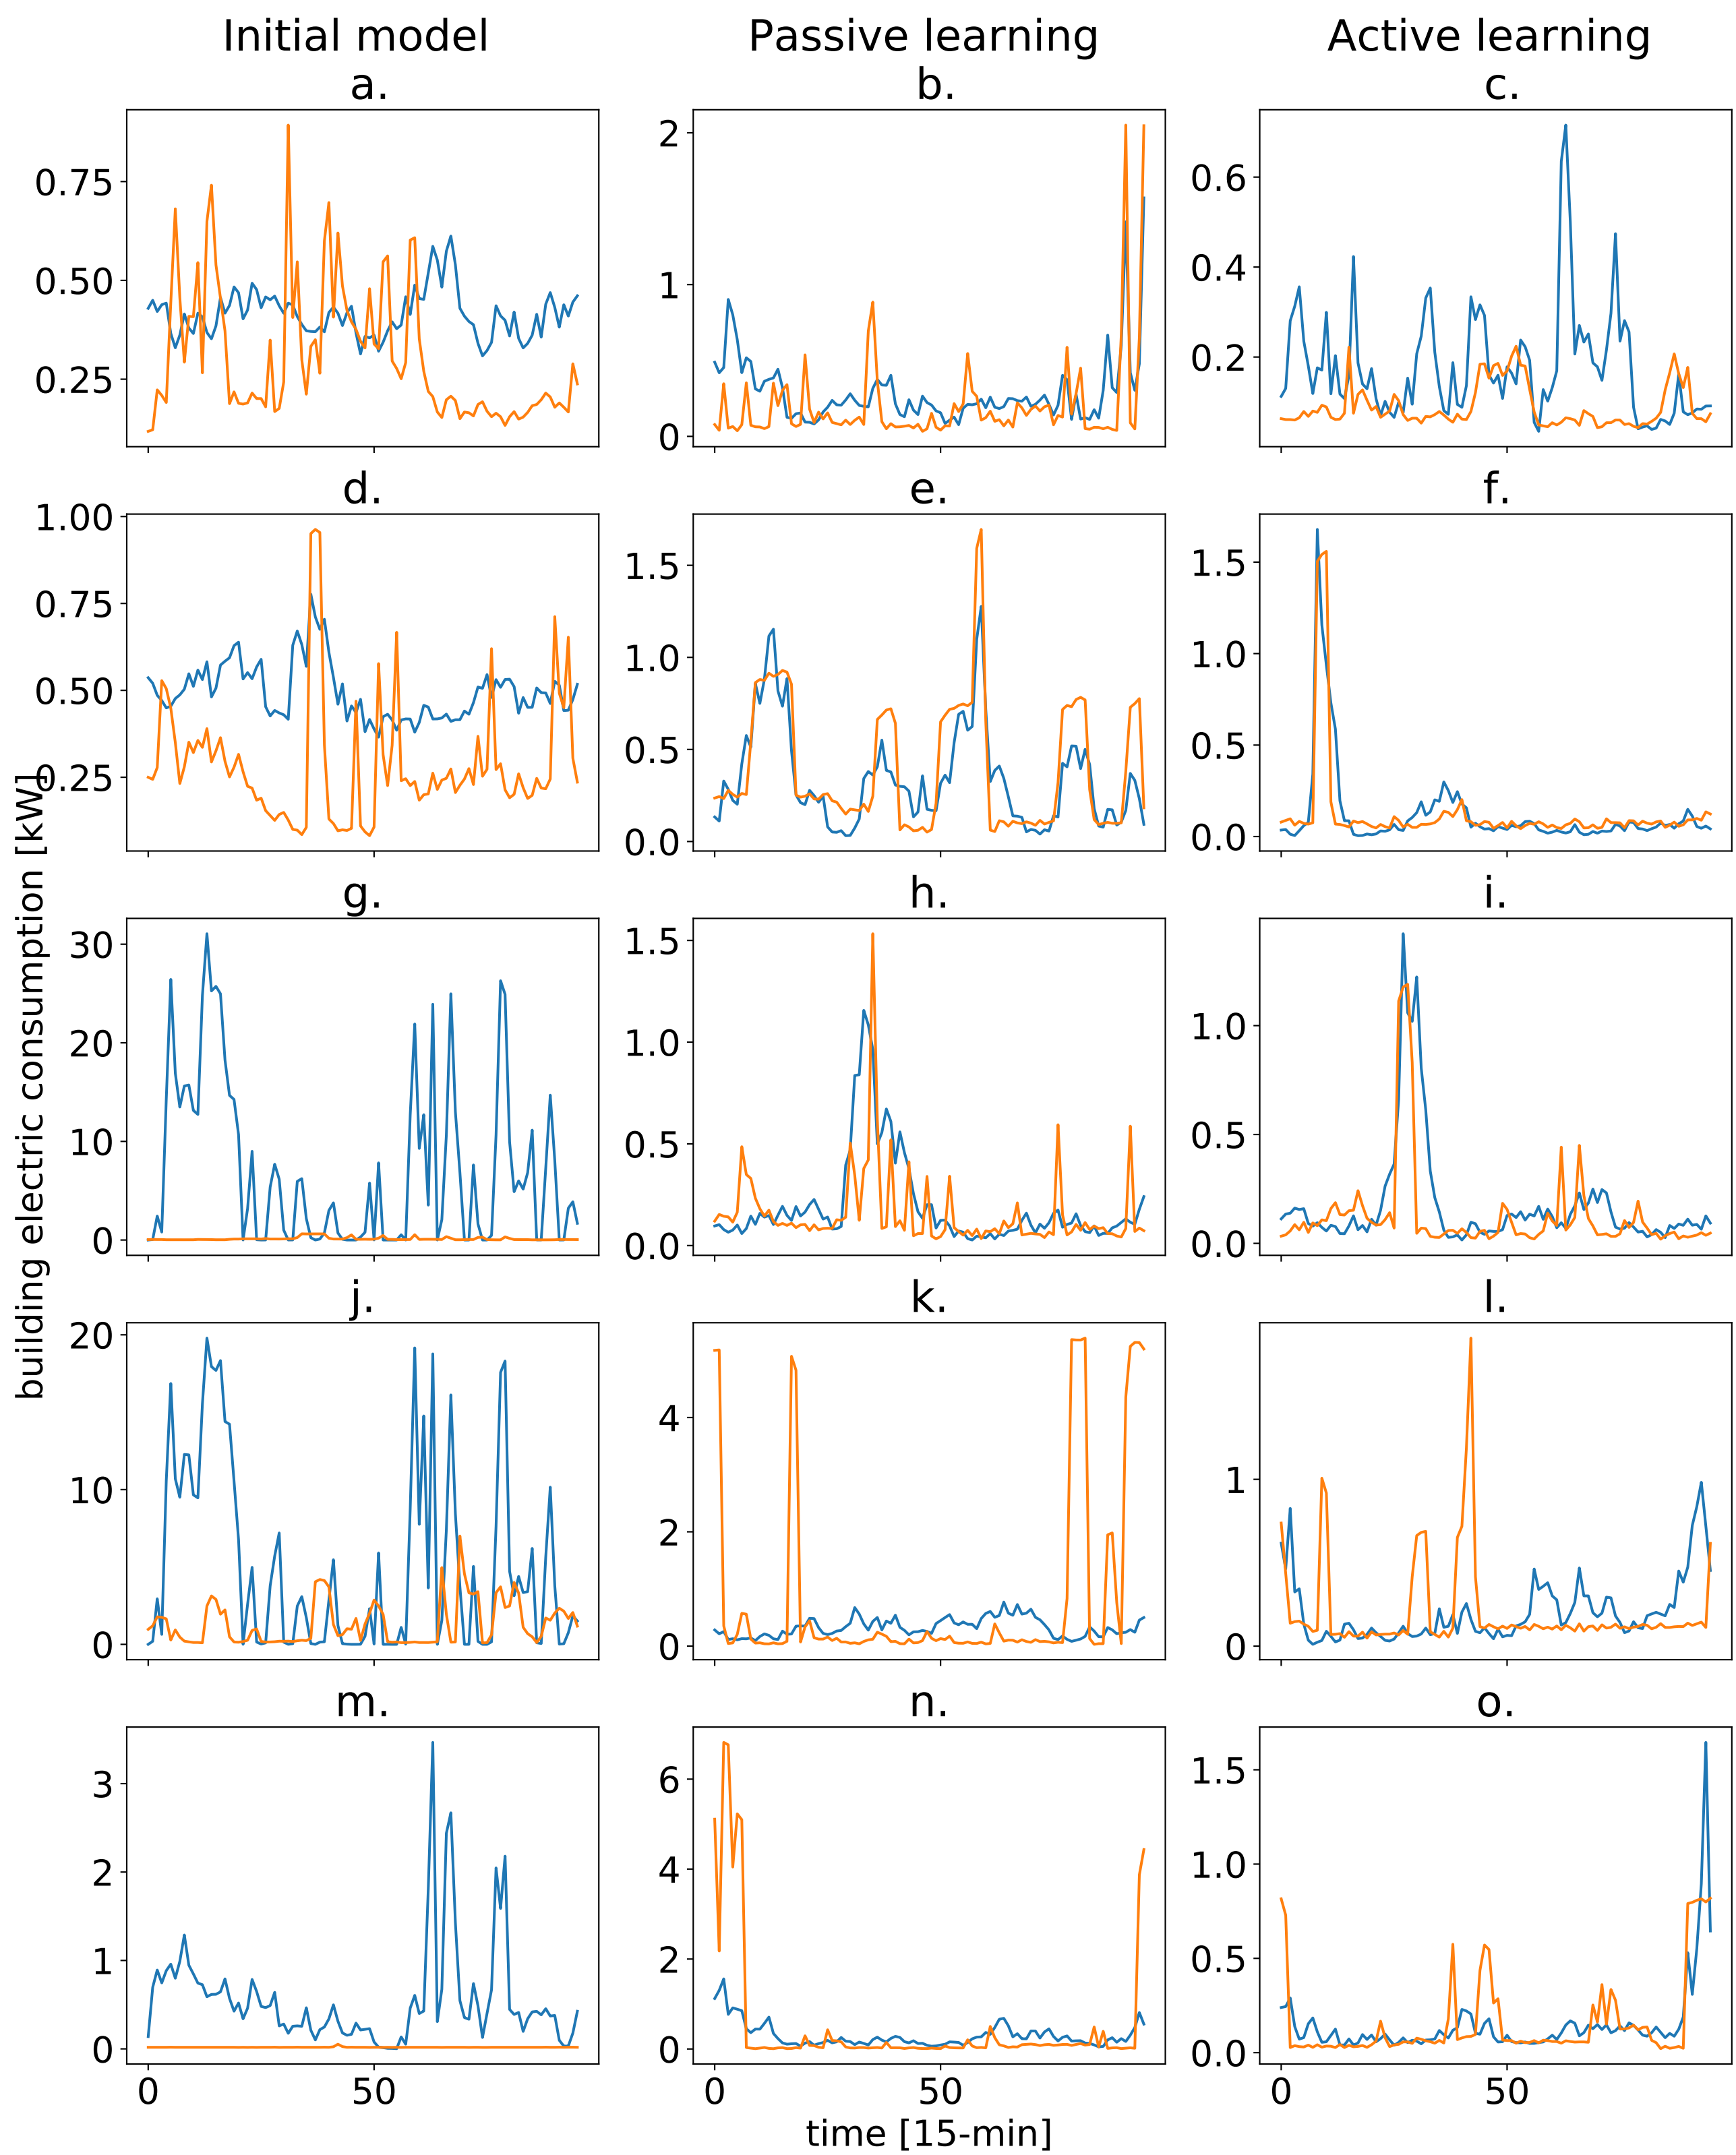 Initial model
Passive learning
Active learning
a.
b.
c.
0.75
0.50
0.25
2
1
0
0.6
0.4
0.2
d.
e.
f.
1.00
0.75
0.50
0.25
1.5
1.0
0.5
0.0
1.5
1.0
0.5
0.0
building electric consumption [kW]
g.
h.
i.
30
20
10
0
1.5
1.0
0.5
0.0
1.0
0.5
0.0
j.
k.
l.
20
10
0
4
2
0
1
0
m.
n.
o.
3
2
1
0
6
4
2
0
1.5
1.0
0.5
0.0
0
50
0
50
0
50
time [15-min]